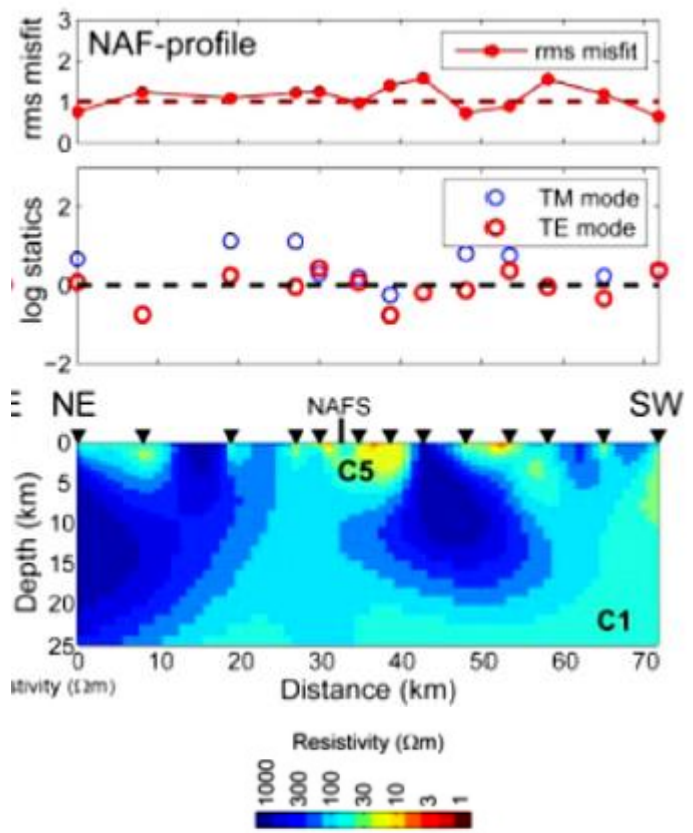 NAF-profile
rms misfit
rms misfit
3
2
1
0
TM mode
TE mode
log statics
2
0
−2
E NE
NAFS
SW
C5
C1
Depth (km)
0
5
10
15
20
25
0 10 20 30 40 50 60 70
stivity (Ωm)
Distance (km)
Resistivity (Ωm)
1000 300 100 30 10 3 1